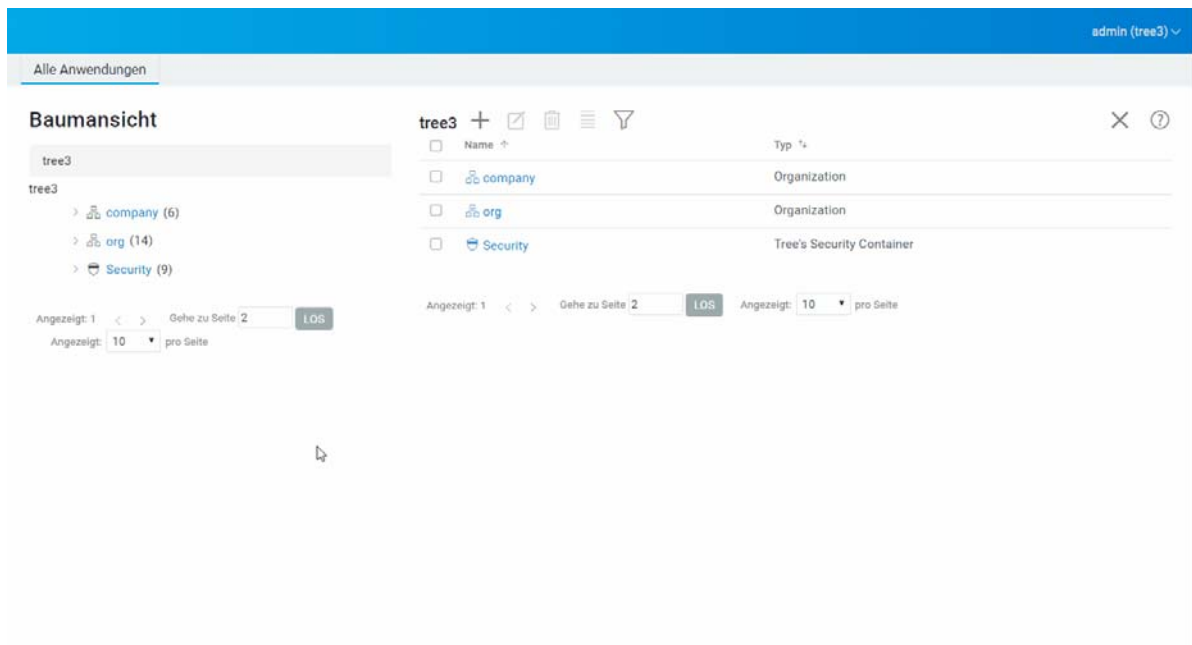 admin (tree3)
Alle Anwendungen
Baumansicht
tree3
tree3
company (6)
org (14)
Security (9)
Angezeigt: 1 Gehe zu Seite 2 LOS
Angezeigt: 10 pro Seite
tree3
Name Typ
company Organization
org Organization
Security Tree's Security Container
Angezeigt: 1 Gehe zu Seite 2 LOS Angezeigt: 10 pro Seite